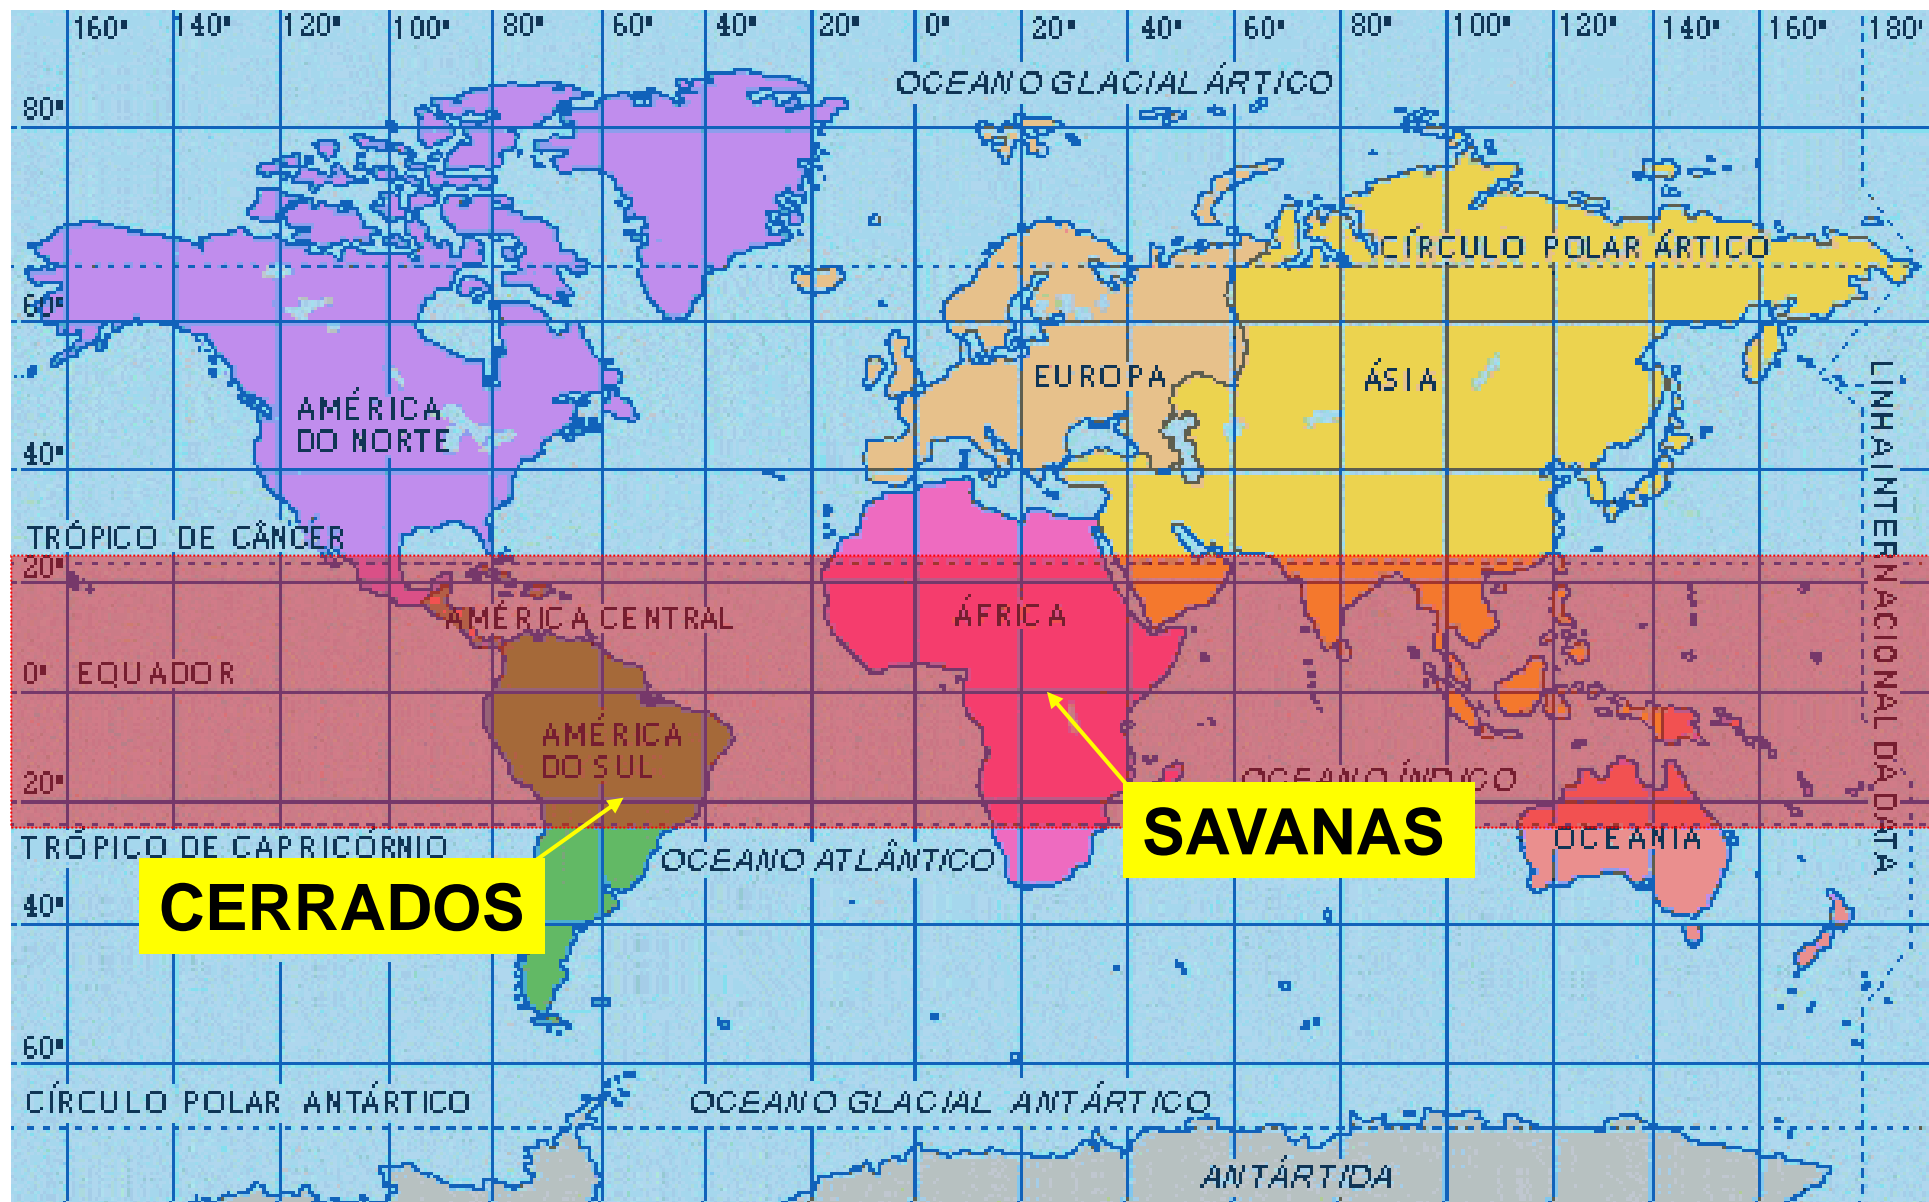 160° 140° 120° 100° 80° 60° 40° 20° 0° 20° 40° 60° 80° 100° 120° 140° 160° 180°
OCEANO GLACIAL ÁRTICO
80°
CÍRCULO POLAR ÁRTICO
60°
EUROPA
ÁSIA
AMÉRICA
DO NORTE
40°
LINHA INTERNACIONAL DA DATA
TRÓPICO DE CÂNCER
20°
AMÉRICA CENTRAL
ÁFRICA
0°
EQUADOR
AMÉRICA
DO SUL
20°
OCEANO ÍNDICO
SAVANAS
TRÓPICO DE CAPRICÓRNIO
OCEANO ATLÂNTICO
OCEANIA
CERRADOS
40°
60°
CÍRCULO POLAR ANTÁRTICO
OCEANO GLACIAL ANTÁRTICO
ANTÁRTIDA